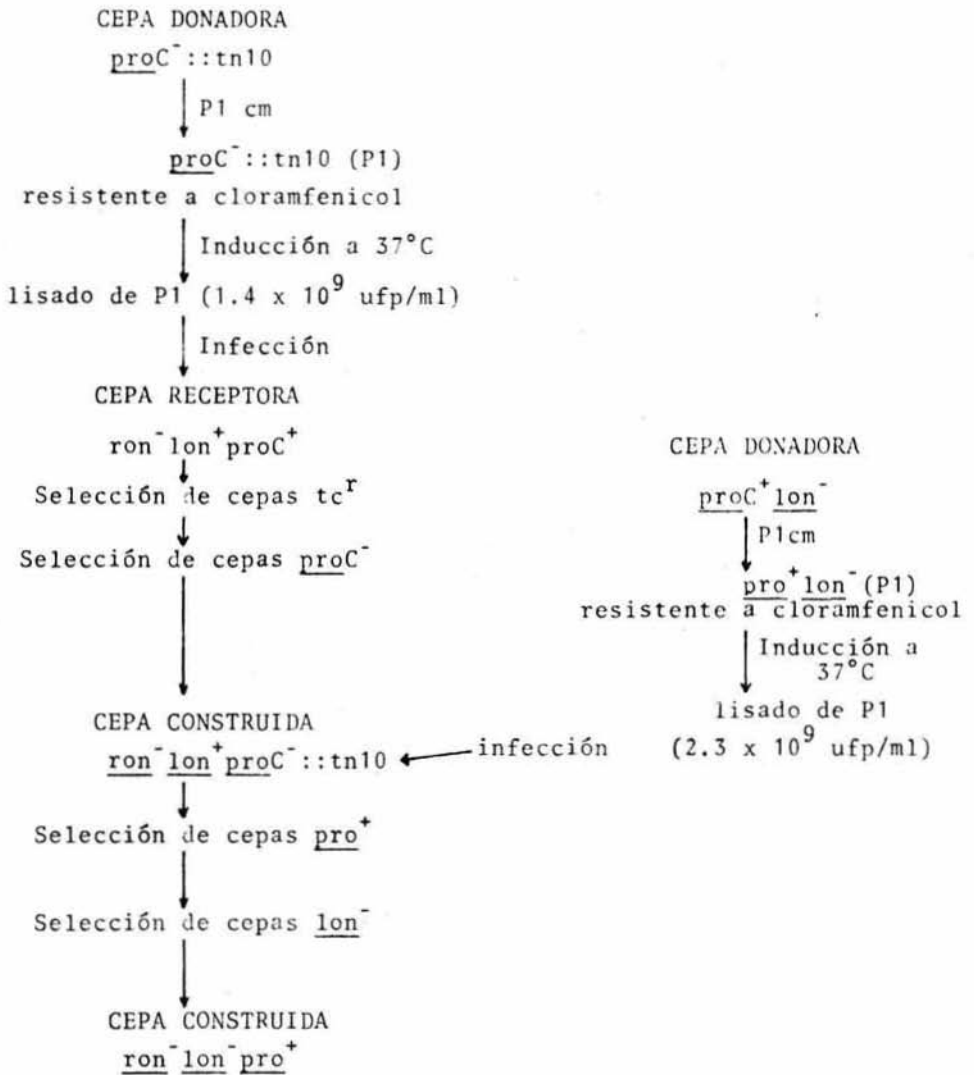 CEPA DONADORA
proC⁻::tn10
P1 cm
proC⁻::tn10 (P1)
resistente a cloramfenicol
Inducción a 37°C
lisado de P1 (1.4 x 10⁹ ufp/ml)
Infección
CEPA RECEPTORA
ron⁻lon⁺proC⁺
Selección de cepas tcʳ
Selección de cepas proC⁻
CEPA CONSTRUIDA
ron⁻lon⁺proC⁻::tn10
infección
Selección de cepas pro⁺
Selección de cepas lon⁻
CEPA CONSTRUIDA
ron⁻lon⁻pro⁺
CEPA DONADORA
proC⁺lon⁻
P1cm
pro⁺lon⁻(P1)
resistente a cloramfenicol
Inducción a
37°C
lisado de P1
(2.3 x 10⁹ ufp/ml)